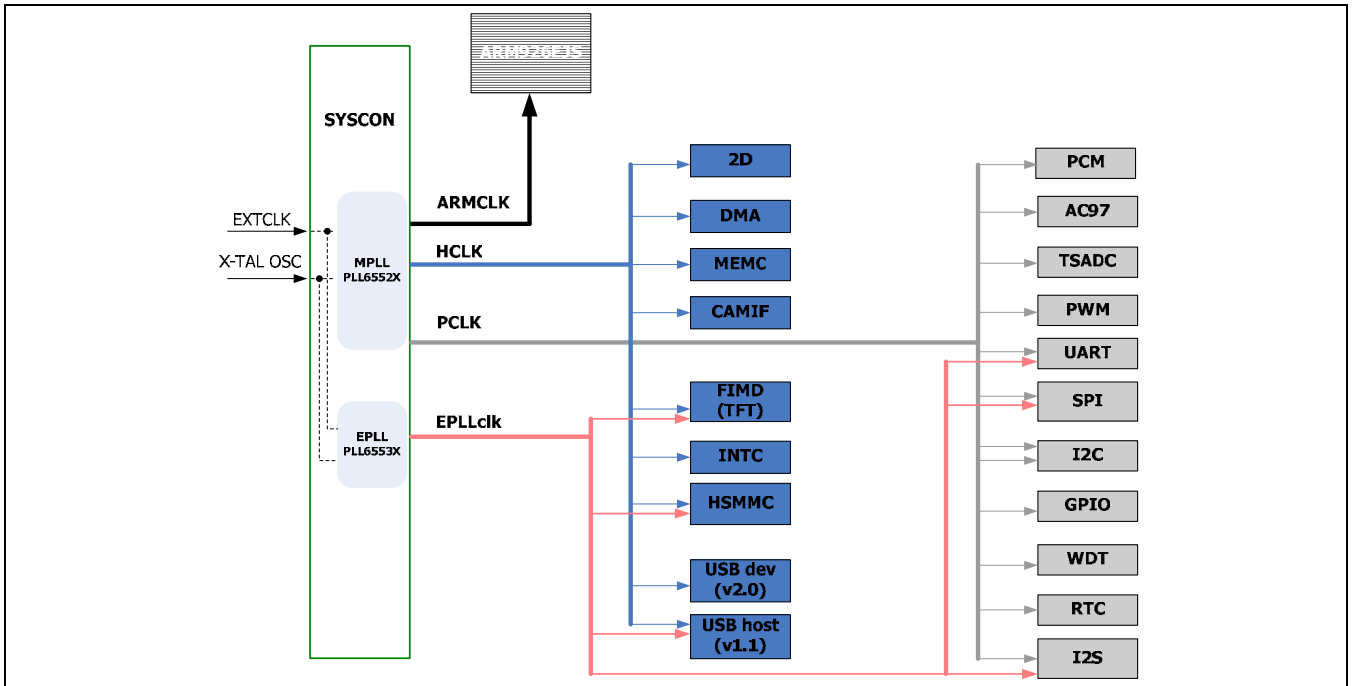 ARM926EJS
SYSCON
EXTCLK
X-TAL OSC
MPLL
PLL6552X
EPLL
PLL6553X
ARMCLK
HCLK
PCLK
EPLLclk
2D
DMA
MEMC
CAMIF
FIMD
(TFT)
INTC
HSMMC
USB dev
(v2.0)
USB host
(v1.1)
PCM
AC97
TSADC
PWM
UART
SPI
I2C
GPIO
WDT
RTC
I2S